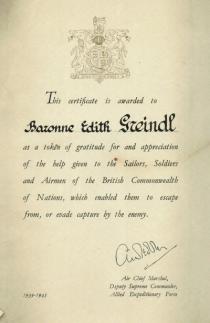 This certificate is awarded to
Baronne Edith Greindl
as a token of gratitude for and appreciation
of the help given to the Sailors, Soldiers
and Airmen of the British Commonwealth
of Nations, which enabled them to escape
from, or evade capture by the enemy.
Air Chief Marshal,
Deputy Supreme Commander,
1939-1945 Allied Expeditionary Force